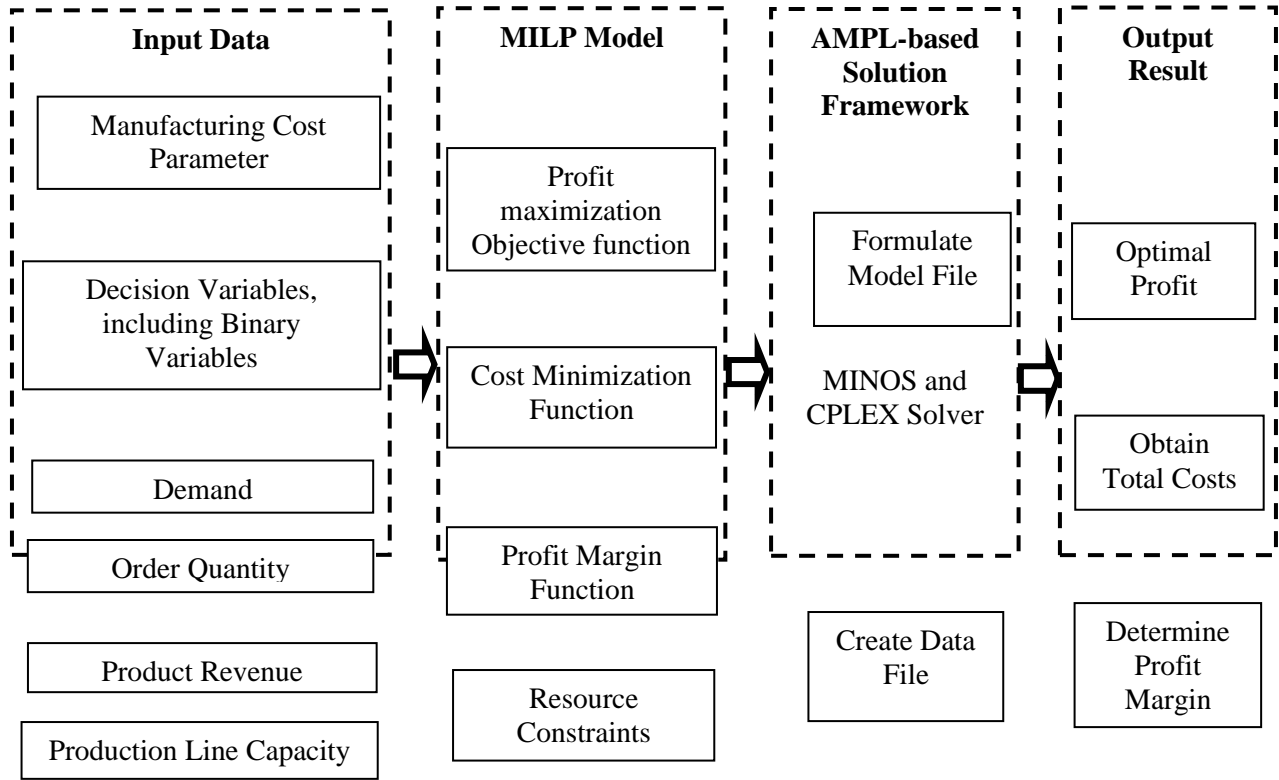 Input Data
Manufacturing Cost
Parameter
Decision Variables,
including Binary
Variables
Demand
Order Quantity
Product Revenue
Production Line Capacity
MILP Model
Profit
maximization
Objective function
Cost Minimization
Function
Profit Margin
Function
Resource
Constraints
AMPL-based
Solution
Framework
Formulate
Model File
MINOS and
CPLEX Solver
Create Data
File
Output
Result
Optimal
Profit
Obtain
Total Costs
Determine
Profit
Margin